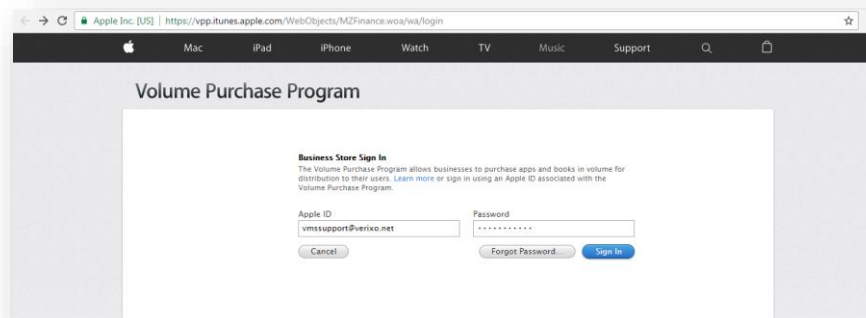 Apple Inc. [US] | https://vpp.itunes.apple.com/WebObjects/MZFinance.woa/wa/login
Mac iPad iPhone Watch TV Music Support
Volume Purchase Program
Business Store Sign In
The Volume Purchase Program allows businesses to purchase apps and books in volume for
distribution to their users. Learn more or sign in using an Apple ID associated with the
Volume Purchase Program.
Apple ID Password
vmssupport@verixo.net
Cancel Forgot Password... Sign In